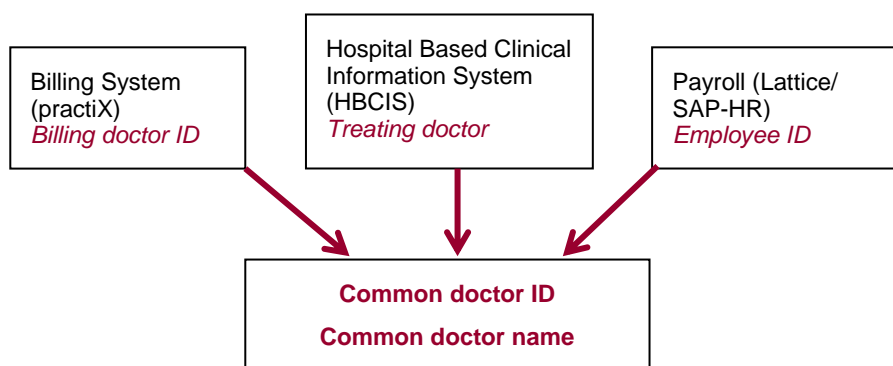 Billing System
(practiX)
Billing doctor ID
Hospital Based Clinical
Information System
(HBCIS)
Treating doctor
Payroll (Lattice/
SAP-HR)
Employee ID
Common doctor ID
Common doctor name